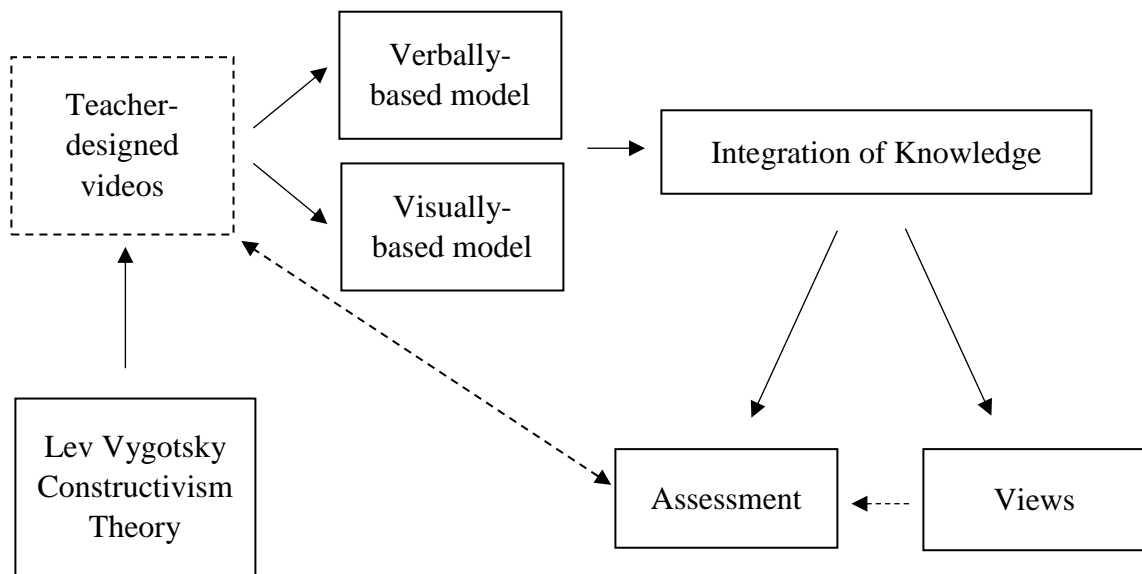 Teacher-
designed
videos
Verbally-
based model
Visually-
based model
Integration of Knowledge
Lev Vygotsky
Constructivism
Theory
Assessment
Views